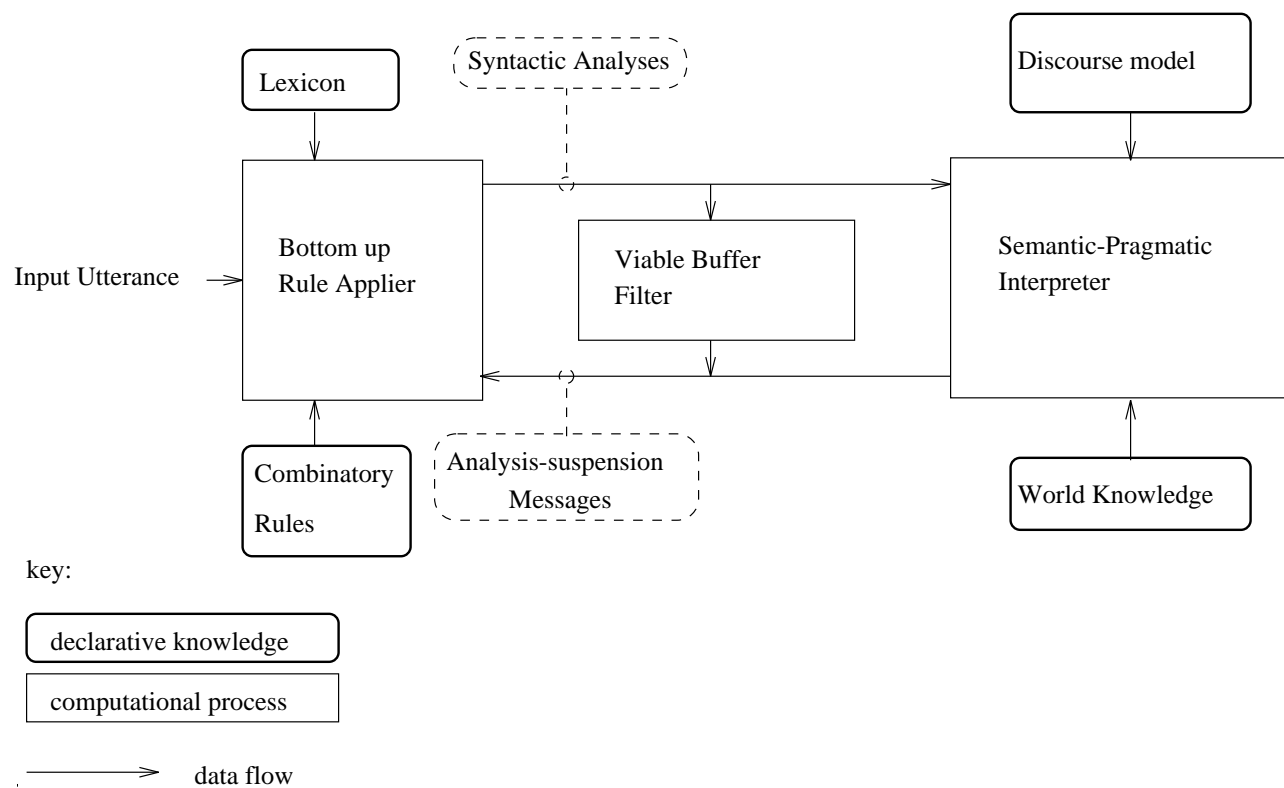 Lexicon
Syntactic Analyses
Discourse model
Bottom up
Rule Applier
Input Utterance
Viable Buffer
Filter
Semantic-Pragmatic
Interpreter
Combinatory
Rules
Analysis-suspension
Messages
World Knowledge
key:
declarative knowledge
computational process
data flow